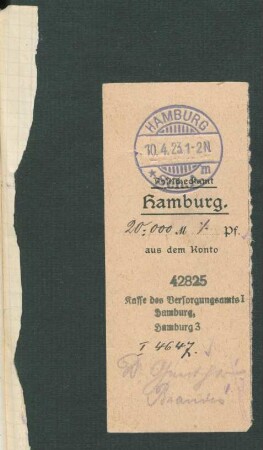 HAMBURG
10.4.23.1-2N
m
Hamburg.
20.000 M /. Pf.
aus dem Konto
42825
Kasse des Versorgungsamts I
Hamburg,
Hamburg 3
T 4647.
Brandes